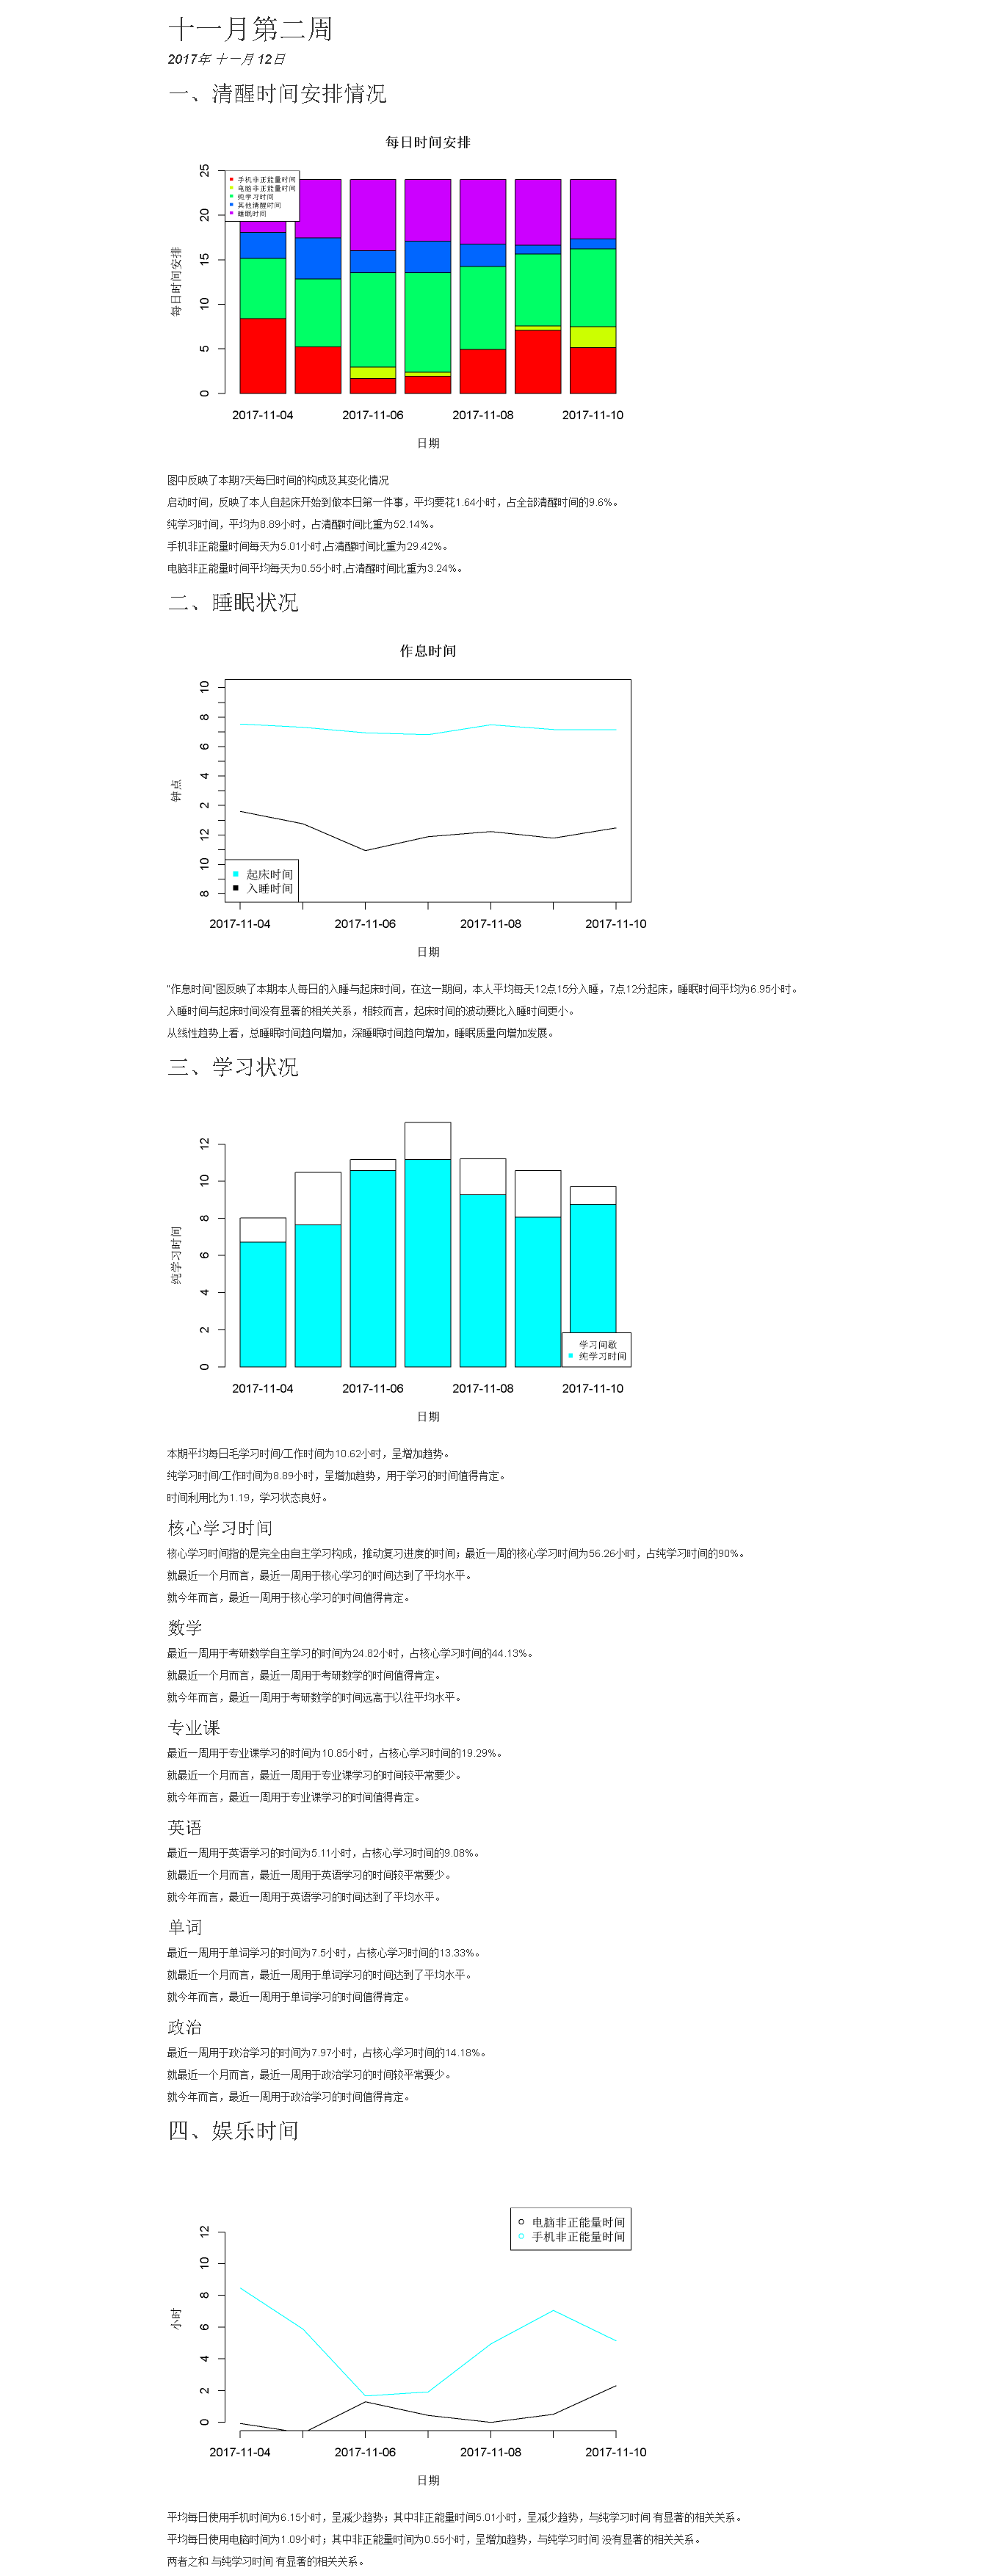 十一月第二周
2017年 十一月 12日
一、清醒时间安排情况
每日时间安排
25
20
15
10
5
0
每日时间安排
手机非正能量时间
电脑非正能量时间
纯学习时间
其他清醒时间
睡眠时间
2017-11-04 2017-11-06 2017-11-08 2017-11-10
日期
图中反映了本期7天每日时间的构成及其变化情况
启动时间，反映了本人自起床开始到做本日第一件事，平均要花1.64小时，占全部清醒时间的9.6%。
纯学习时间，平均为8.89小时，占清醒时间比重为52.14%。
手机非正能量时间每天为5.01小时,占清醒时间比重为29.42%。
电脑非正能量时间平均每天为0.55小时,占清醒时间比重为3.24%。
二、睡眠状况
作息时间
10
8
6
4
2
12
10
8
钟点
起床时间
入睡时间
2017-11-04 2017-11-06 2017-11-08 2017-11-10
日期
"作息时间"图反映了本期本人每日的入睡与起床时间，在这一期间，本人平均每天12点15分入睡，7点12分起床，睡眠时间平均为6.95小时。
入睡时间与起床时间没有显著的相关关系，相较而言，起床时间的波动要比入睡时间更小。
从线性趋势上看，总睡眠时间趋向增加，深睡眠时间趋向增加，睡眠质量向增加发展。
三、学习状况
12
10
8
6
4
2
0
纯学习时间
学习间歇
纯学习时间
2017-11-04 2017-11-06 2017-11-08 2017-11-10
日期
本期平均每日毛学习时间/工作时间为10.62小时，呈增加趋势。
纯学习时间/工作时间为8.89小时，呈增加趋势，用于学习的时间值得肯定。
时间利用比为1.19，学习状态良好。
核心学习时间
核心学习时间指的是完全由自主学习构成，推动复习进度的时间；最近一周的核心学习时间为56.26小时，占纯学习时间的90%。
就最近一个月而言，最近一周用于核心学习的时间达到了平均水平。
就今年而言，最近一周用于核心学习的时间值得肯定。
数学
最近一周用于考研数学自主学习的时间为24.82小时，占核心学习时间的44.13%。
就最近一个月而言，最近一周用于考研数学的时间值得肯定。
就今年而言，最近一周用于考研数学的时间远高于以往平均水平。
专业课
最近一周用于专业课学习的时间为10.85小时，占核心学习时间的19.29%。
就最近一个月而言，最近一周用于专业课学习的时间较平常要少。
就今年而言，最近一周用于专业课学习的时间值得肯定。
英语
最近一周用于英语学习的时间为5.11小时，占核心学习时间的9.08%。
就最近一个月而言，最近一周用于英语学习的时间较平常要少。
就今年而言，最近一周用于英语学习的时间达到了平均水平。
单词
最近一周用于单词学习的时间为7.5小时，占核心学习时间的13.33%。
就最近一个月而言，最近一周用于单词学习的时间达到了平均水平。
就今年而言，最近一周用于单词学习的时间值得肯定。
政治
最近一周用于政治学习的时间为7.97小时，占核心学习时间的14.18%。
就最近一个月而言，最近一周用于政治学习的时间较平常要少。
就今年而言，最近一周用于政治学习的时间值得肯定。
四、娱乐时间
电脑非正能量时间
手机非正能量时间
12
10
8
6
4
2
0
小时
2017-11-04 2017-11-06 2017-11-08 2017-11-10
日期
平均每日使用手机时间为6.15小时，呈减少趋势；其中非正能量时间5.01小时，呈减少趋势，与纯学习时间 有显著的相关关系。
平均每日使用电脑时间为1.09小时；其中非正能量时间为0.55小时，呈增加趋势，与纯学习时间 没有显著的相关关系。
两者之和 与纯学习时间 有显著的相关关系。